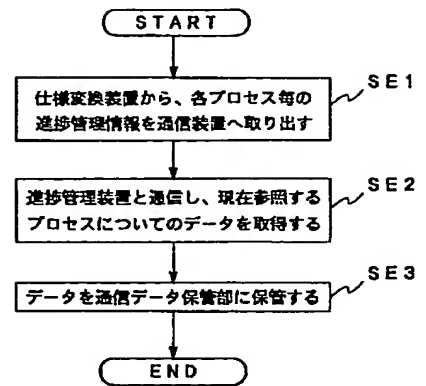 START
仕様変換装置から、各プロセス毎の
進捗管理情報を通信装置へ取り出す
SE1
進捗管理装置と通信し、現在参照する
プロセスについてのデータを取得する
SE2
データを通信データ保管部に保管する
SE3
END